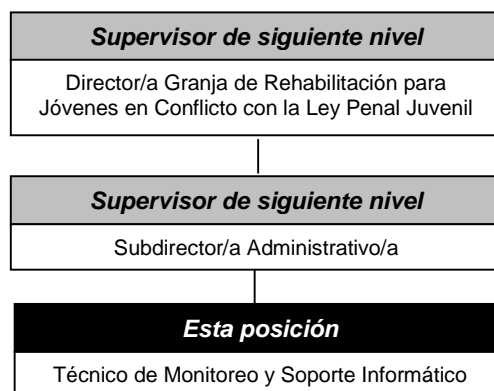 Supervisor de siguiente nivel
Director/a Granja de Rehabilitación para
Jóvenes en Conflicto con la Ley Penal Juvenil
Supervisor de siguiente nivel
Subdirector/a Administrativo/a
Esta posición
Técnico de Monitoreo y Soporte Informático